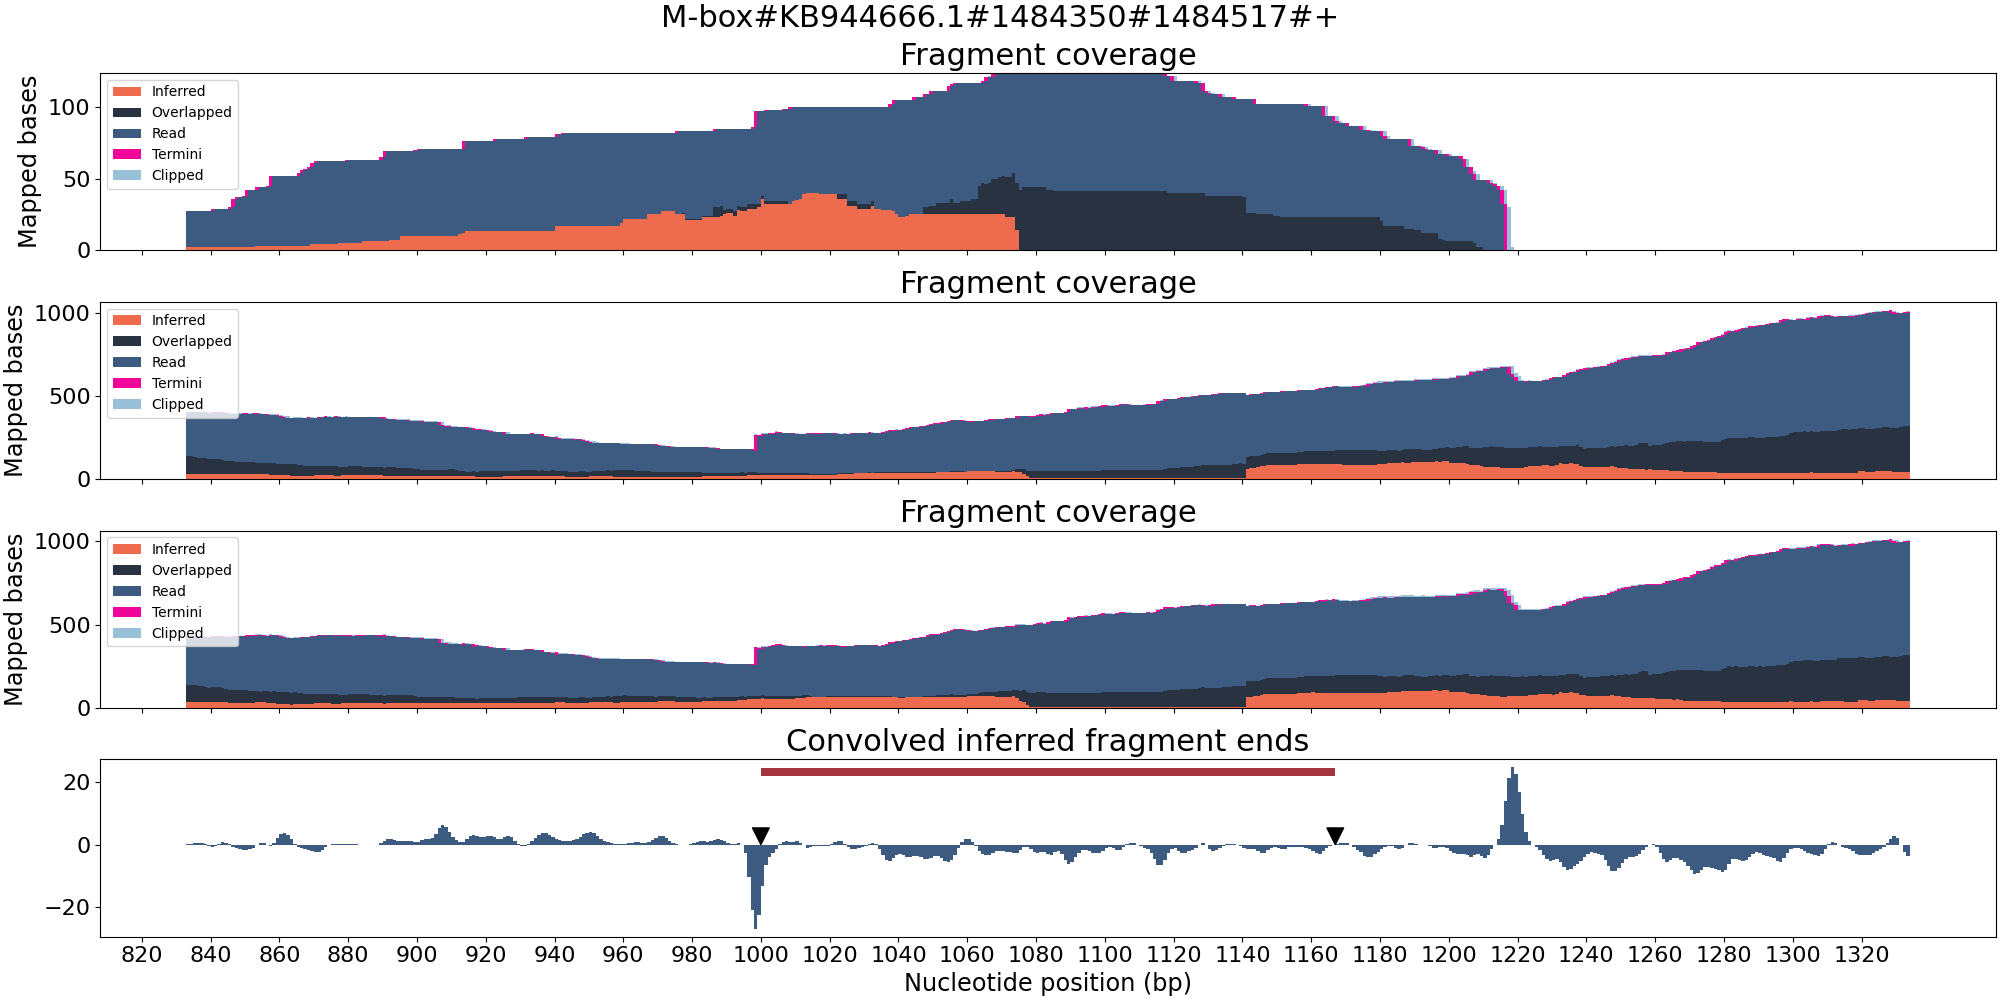 M-box#KB944666.1#1484350#1484517#+
Fragment coverage
Mapped bases
100
50
0
Inferred
Overlapped
Read
Termini
Clipped
Fragment coverage
Mapped bases
1000
500
0
Inferred
Overlapped
Read
Termini
Clipped
Fragment coverage
Mapped bases
1000
500
0
Inferred
Overlapped
Read
Termini
Clipped
Convolved inferred fragment ends
20
0
−20
820 840 860 880 900 920 940 960 980 1000 1020 1040 1060 1080 1100 1120 1140 1160 1180 1200 1220 1240 1260 1280 1300 1320
Nucleotide position (bp)